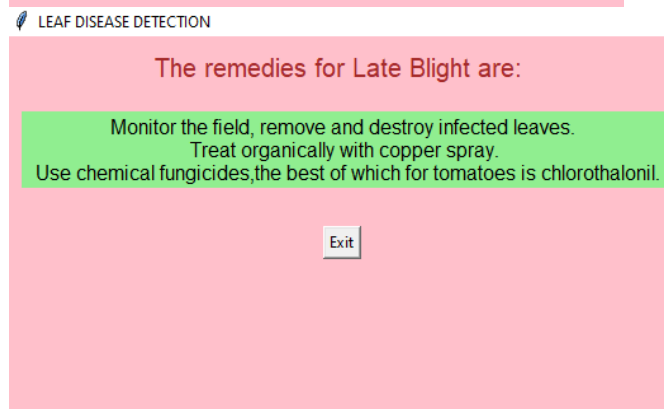 LEAF DISEASE DETECTION
The remedies for Late Blight are:
Monitor the field, remove and destroy infected leaves.
Treat organically with copper spray.
Use chemical fungicides,the best of which for tomatoes is chlorothalonil.
Exit